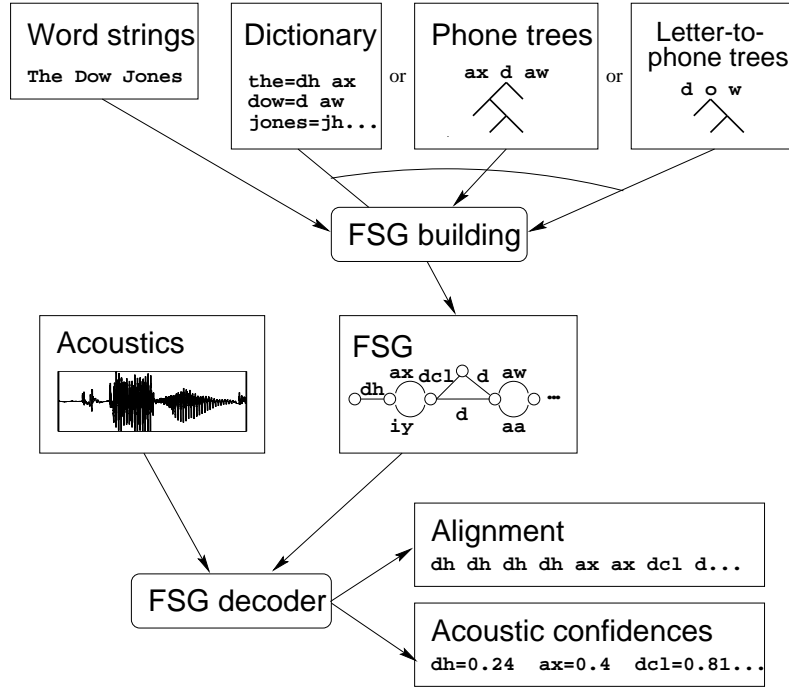 Word strings
The Dow Jones
Dictionary
the=dh ax
dow=d aw
jones=jh...
or
Phone trees
ax d aw
or
Letter-to-
phone trees
d o w
FSG building
Acoustics
FSG
ax
dh
dcl
d
aw
iy
d
aa
...
FSG decoder
Alignment
dh dh dh dh ax ax dcl d...
Acoustic confidences
dh=0.24 ax=0.4 dcl=0.81...